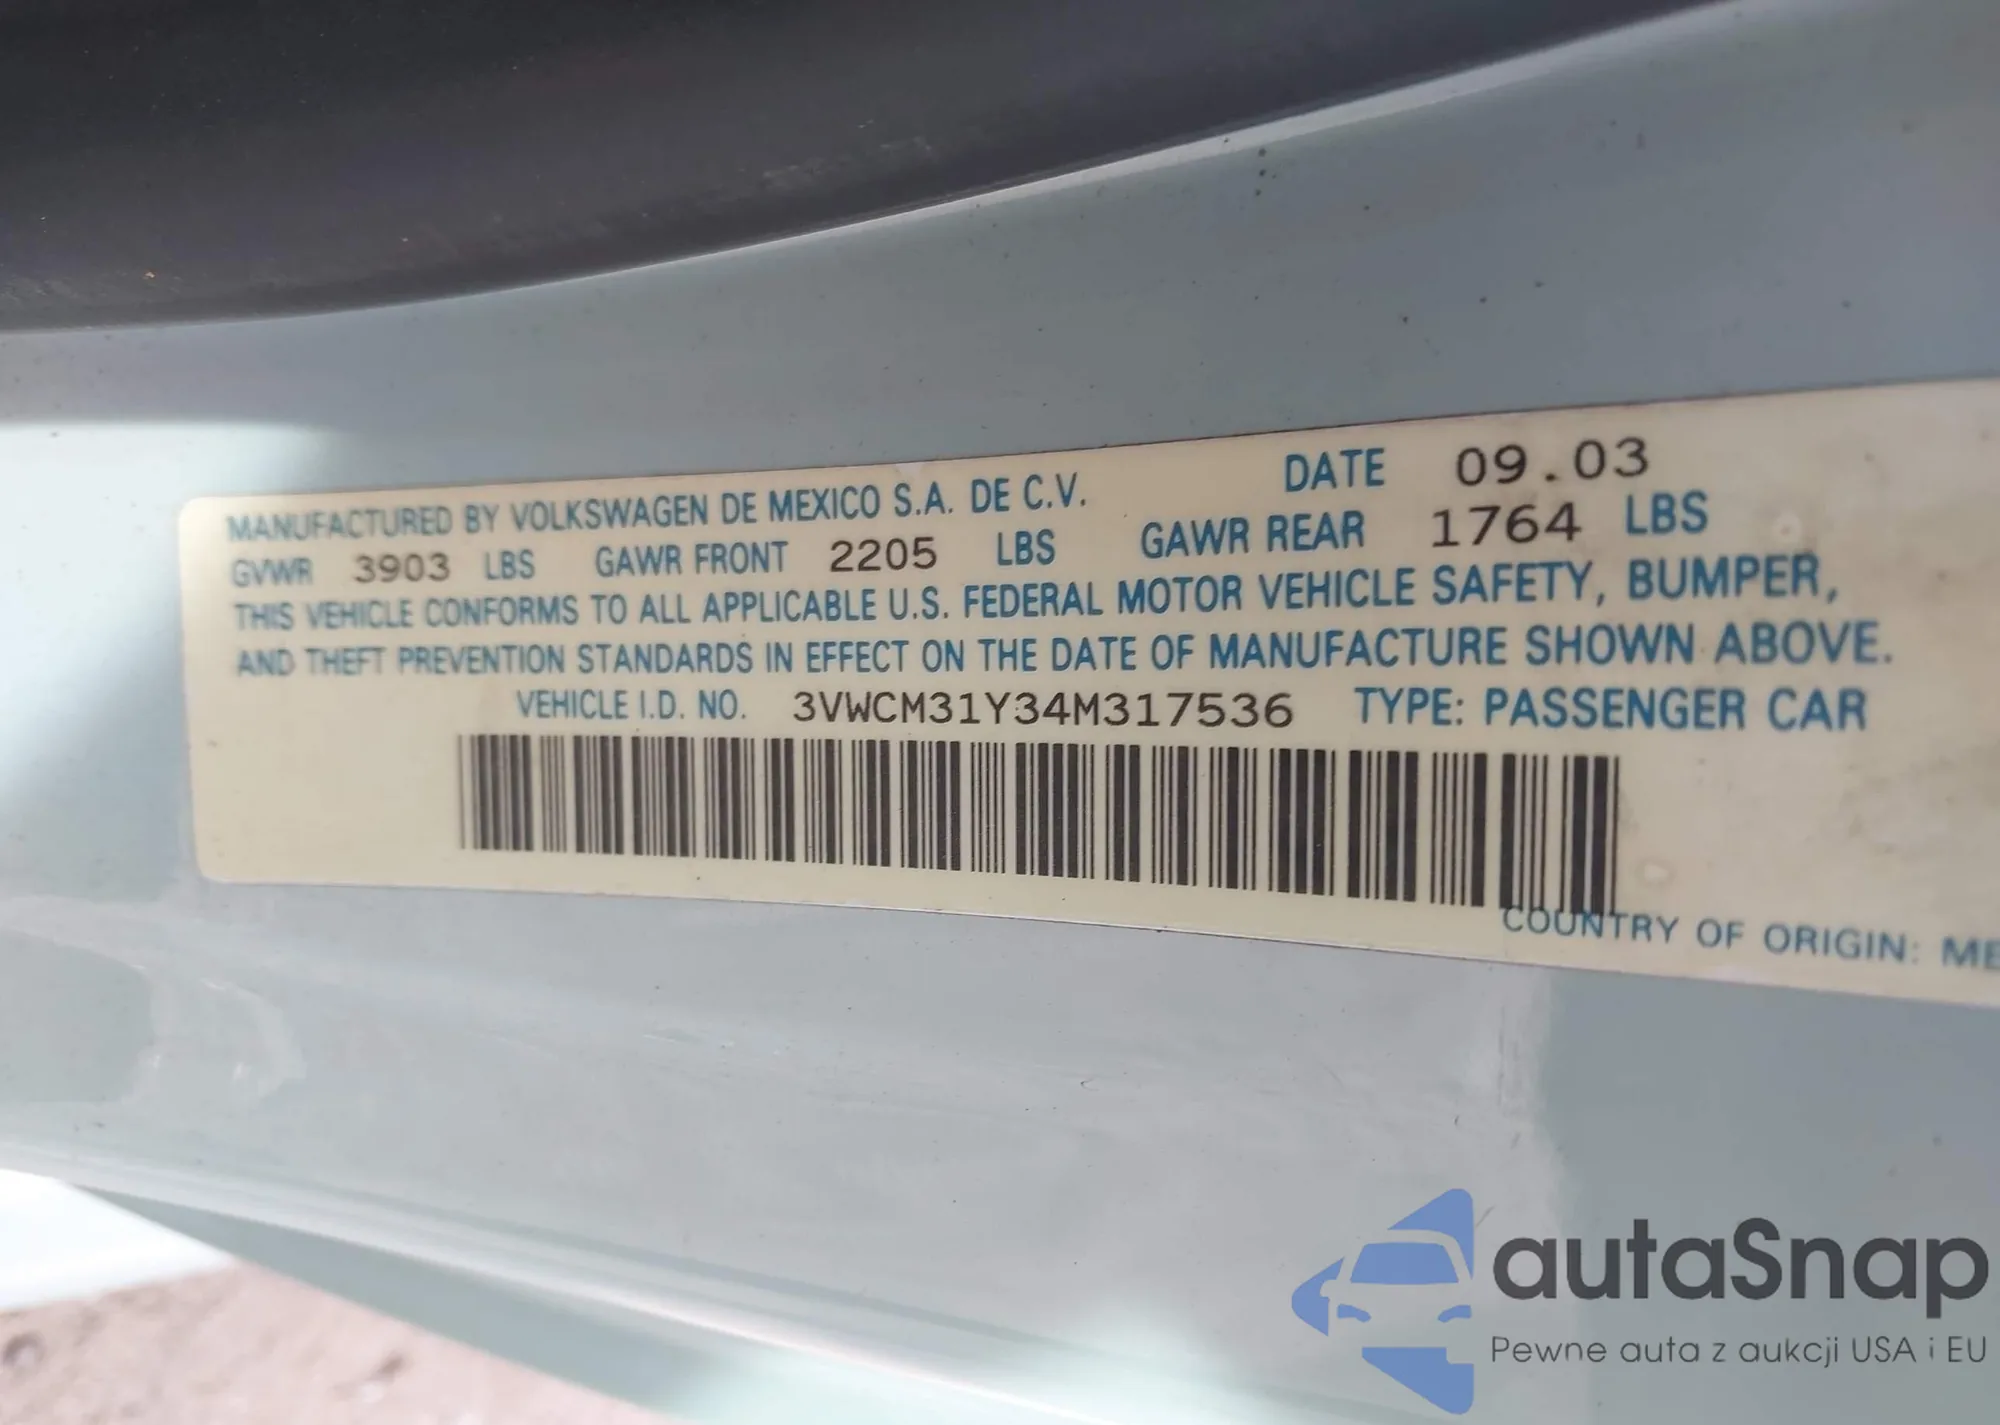 MANUFACTURED BY VOLKSWAGEN DE MEXICO S.A. DE C.V. DATE 09.03
GVWR 3903 LBS GAWR FRONT 2205 LBS GAWR REAR 1764 LBS
THIS VEHICLE CONFORMS TO ALL APPLICABLE U.S. FEDERAL MOTOR VEHICLE SAFETY, BUMPER,
AND THEFT PREVENTION STANDARDS IN EFFECT ON THE DATE OF MANUFACTURE SHOWN ABOVE.
VEHICLE I.D. NO. 3VWCM31Y34M317536 TYPE: PASSENGER CAR
COUNTRY OF ORIGIN: ME
autaSnap
Pewne auta z aukcji USA i EU